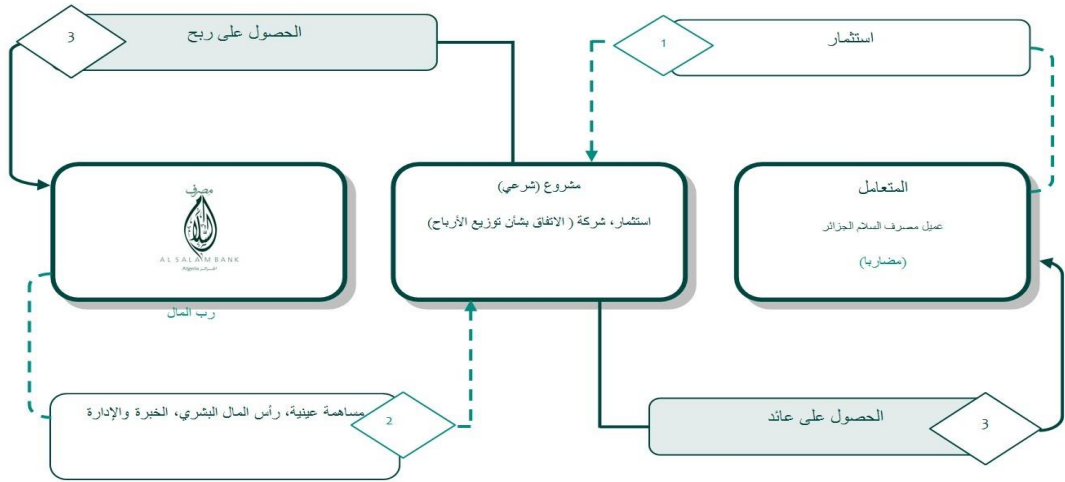 استثمار
1
الحصول على ربح
3
المتعامل
عميل مصرف السلام الجزائر
(مضاربا)
مشروع (شرعي)
استثمار، شركة ( الاتفاق بشأن توزيع الأرباح)
مصرف
السلام
AL SALAM BANK
Algeria الجزائر
رب المال
الحصول على عائد
3
مساهمة عينية، رأس المال البشري، الخبرة والإدارة
2